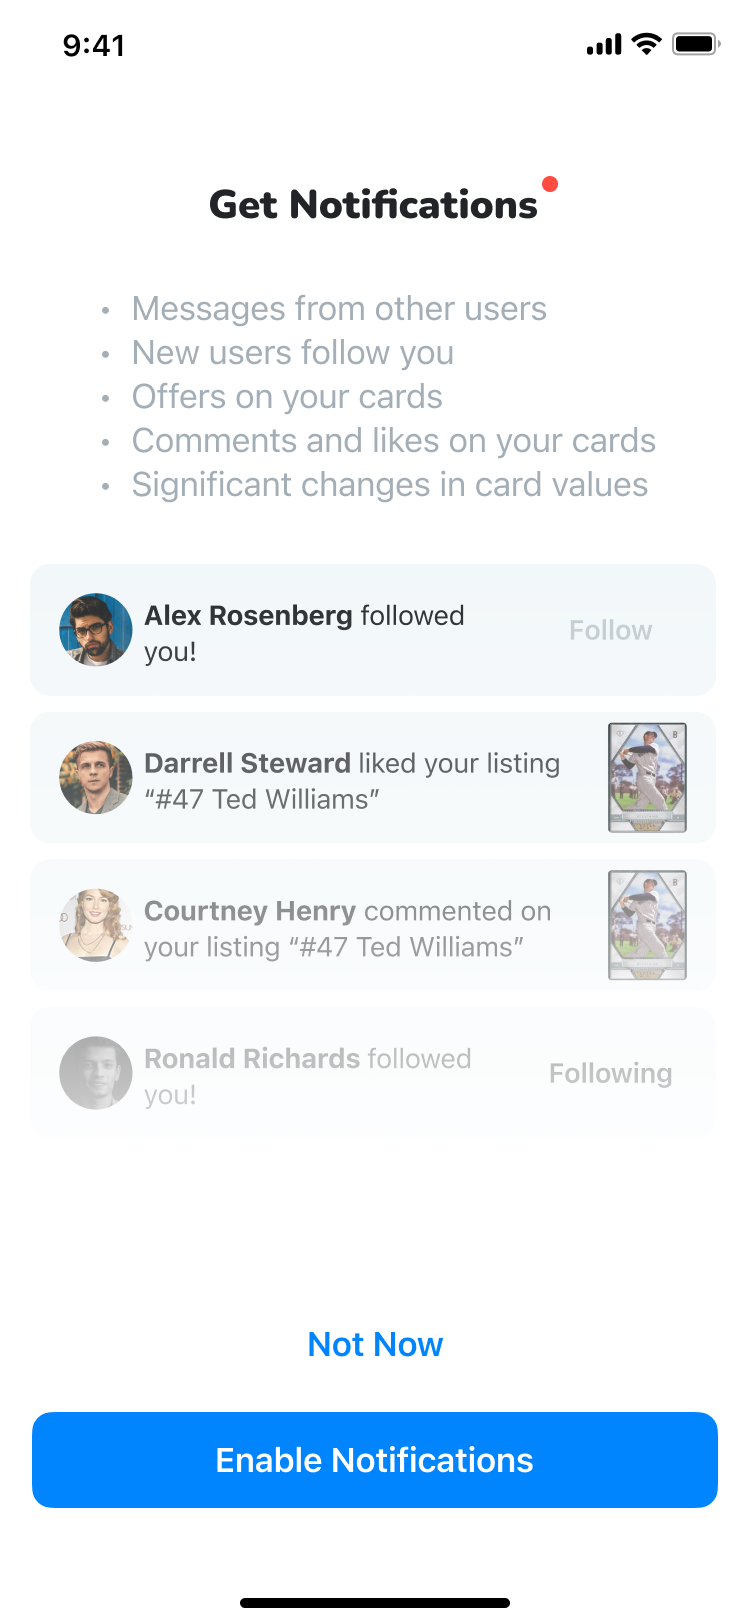 9:41
Get Notifications
• Messages from other users
• New users follow you
• Offers on your cards
• Comments and likes on your cards
• Significant changes in card values
Alex Rosenberg followed
you!
Follow
Darrell Steward liked your listing
“#47 Ted Williams”
Courtney Henry commented on
your listing “#47 Ted Williams”
Ronald Richards followed
you!
Following
Not Now
Enable Notifications